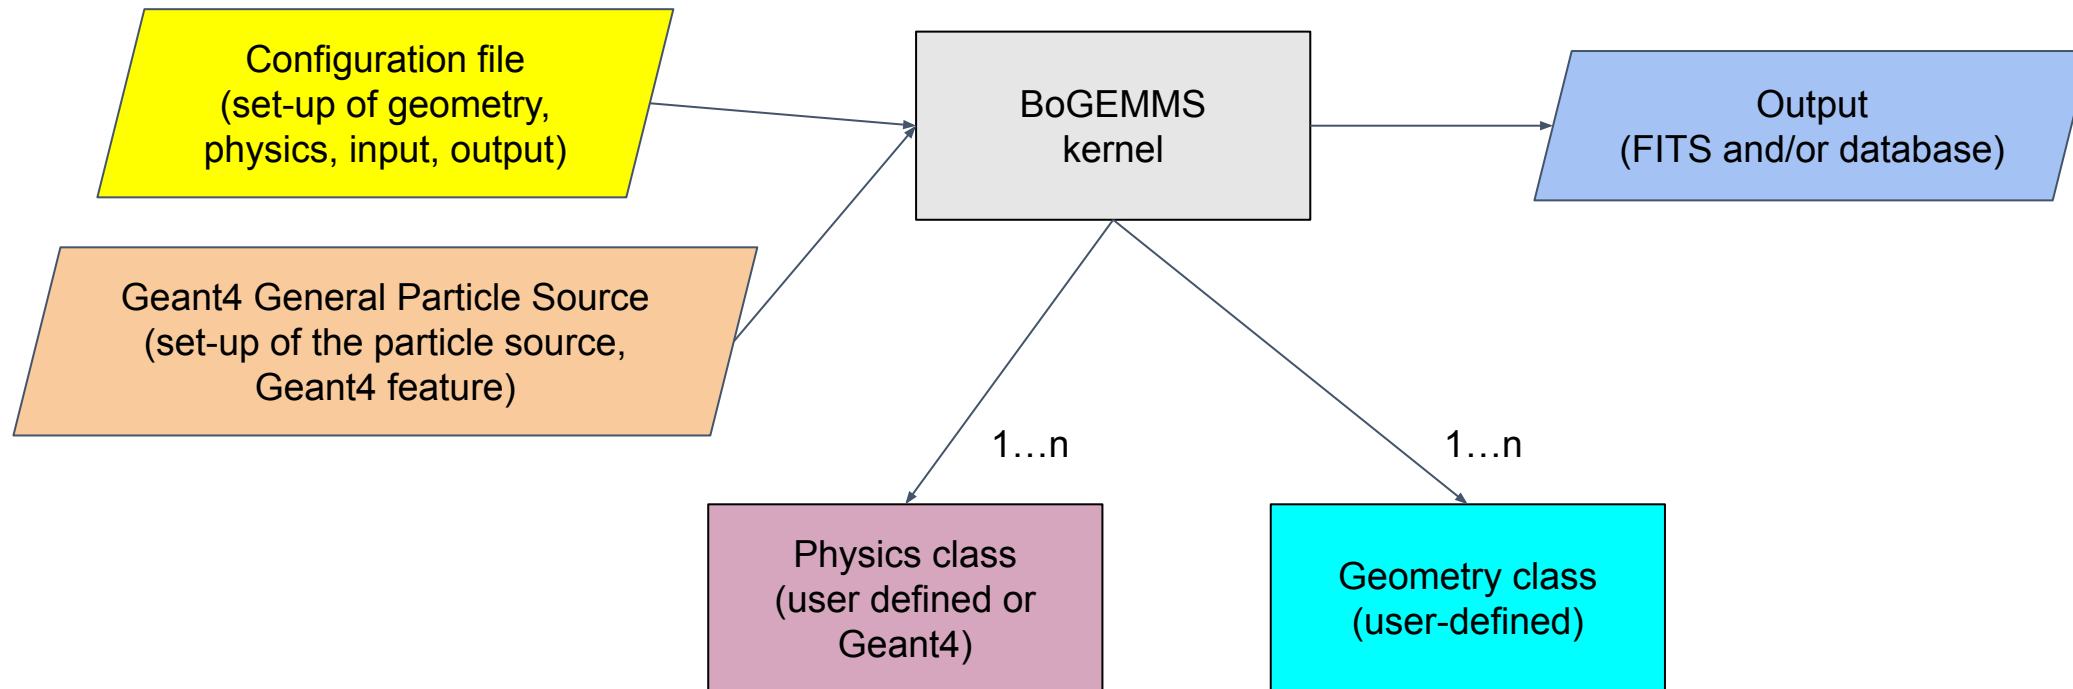 Configuration file
(set-up of geometry,
physics, input, output)
BoGEMMS
kernel
Output
(FITS and/or database)
Geant4 General Particle Source
(set-up of the particle source,
Geant4 feature)
1…n
1…n
Physics class
(user defined or
Geant4)
Geometry class
(user-defined)